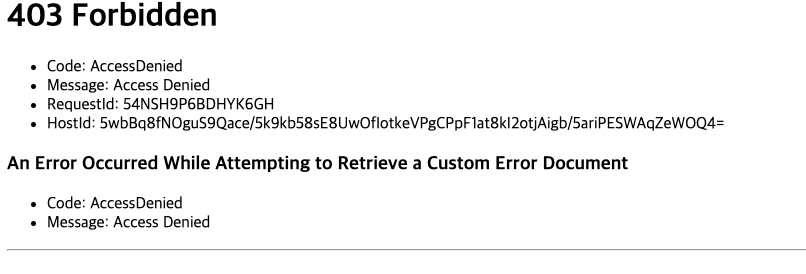 403 Forbidden
Code: AccessDenied
Message: Access Denied
RequestId: 54NSH9P6BDHYK6GH
HostId: 5wbBq8fNOguS9Qace/5k9kb58sE8UwOfIotkeVPgCPpF1at8kI2otjAigb/5ariPESWAqZeWOQ4=
An Error Occurred While Attempting to Retrieve a Custom Error Document
Code: AccessDenied
Message: Access Denied